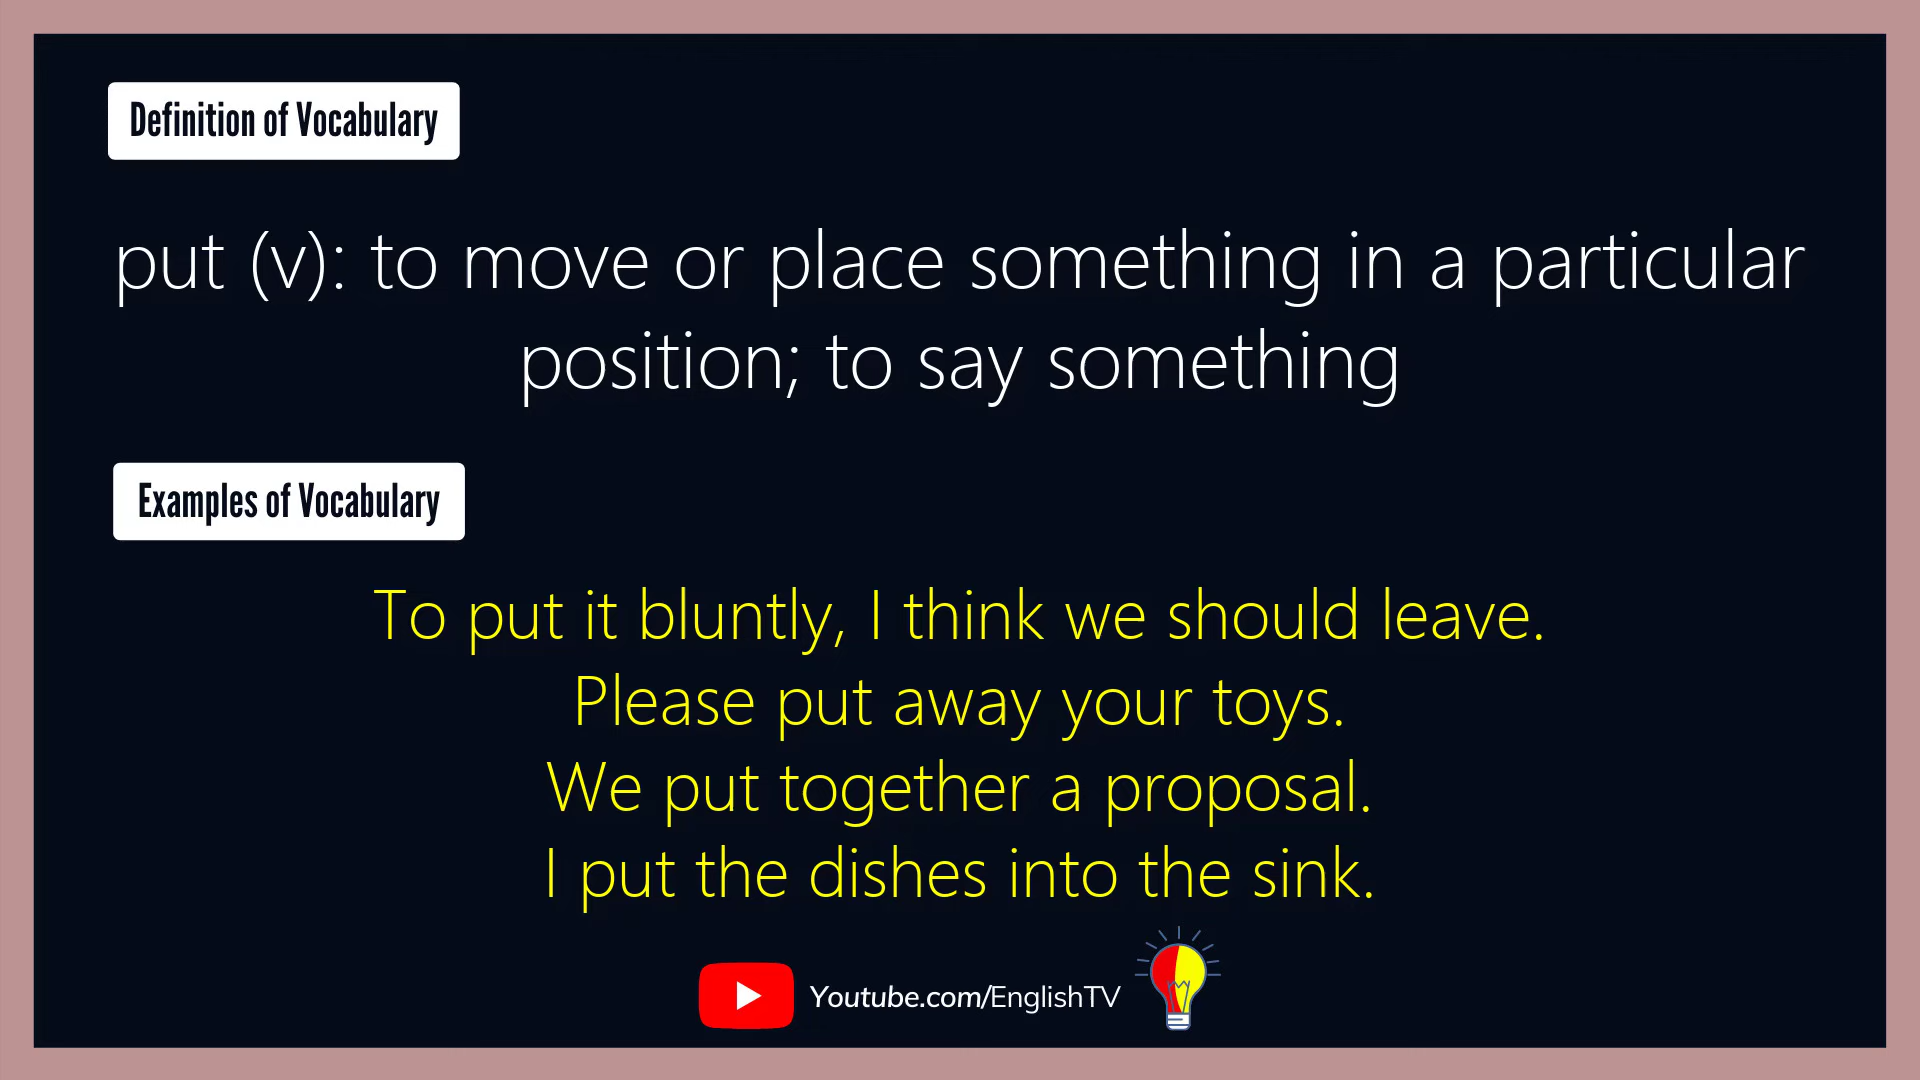 Definition of Vocabulary
put (v): to move or place something in a particular
position; to say something
Examples of Vocabulary
To put it bluntly, I think we should leave.
Please put away your toys.
We put together a proposal.
I put the dishes into the sink.
Youtube.com/EnglishTV